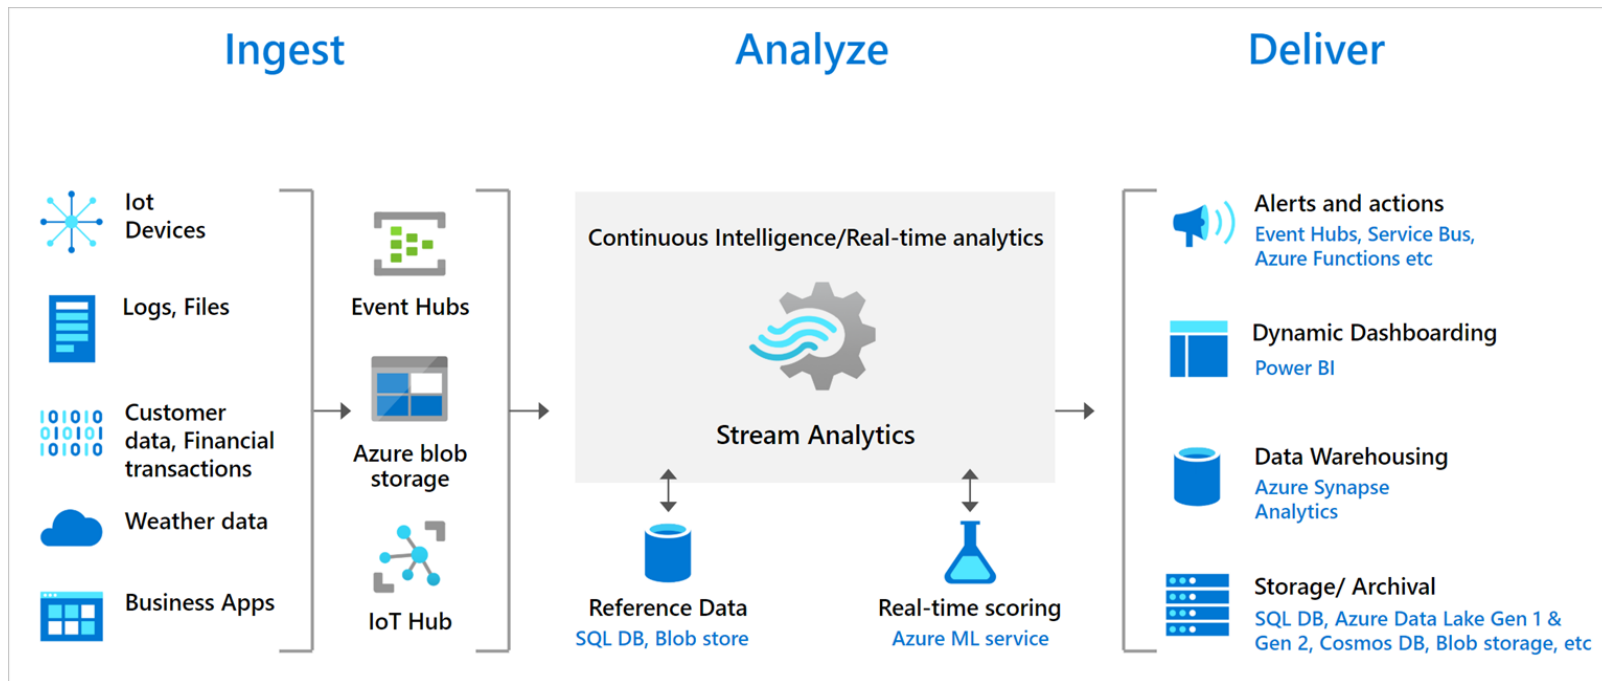 Ingest
Analyze
Deliver
Iot
Devices
Logs, Files
Customer
data, Financial
transactions
Weather data
Business Apps
Event Hubs
Azure blob
storage
IoT Hub
Continuous Intelligence/Real-time analytics
Stream Analytics
Reference Data
SQL DB, Blob store
Real-time scoring
Azure ML service
Alerts and actions
Event Hubs, Service Bus,
Azure Functions etc
Dynamic Dashboarding
Power BI
Data Warehousing
Azure Synapse
Analytics
Storage/ Archival
SQL DB, Azure Data Lake Gen 1 &
Gen 2, Cosmos DB, Blob storage, etc